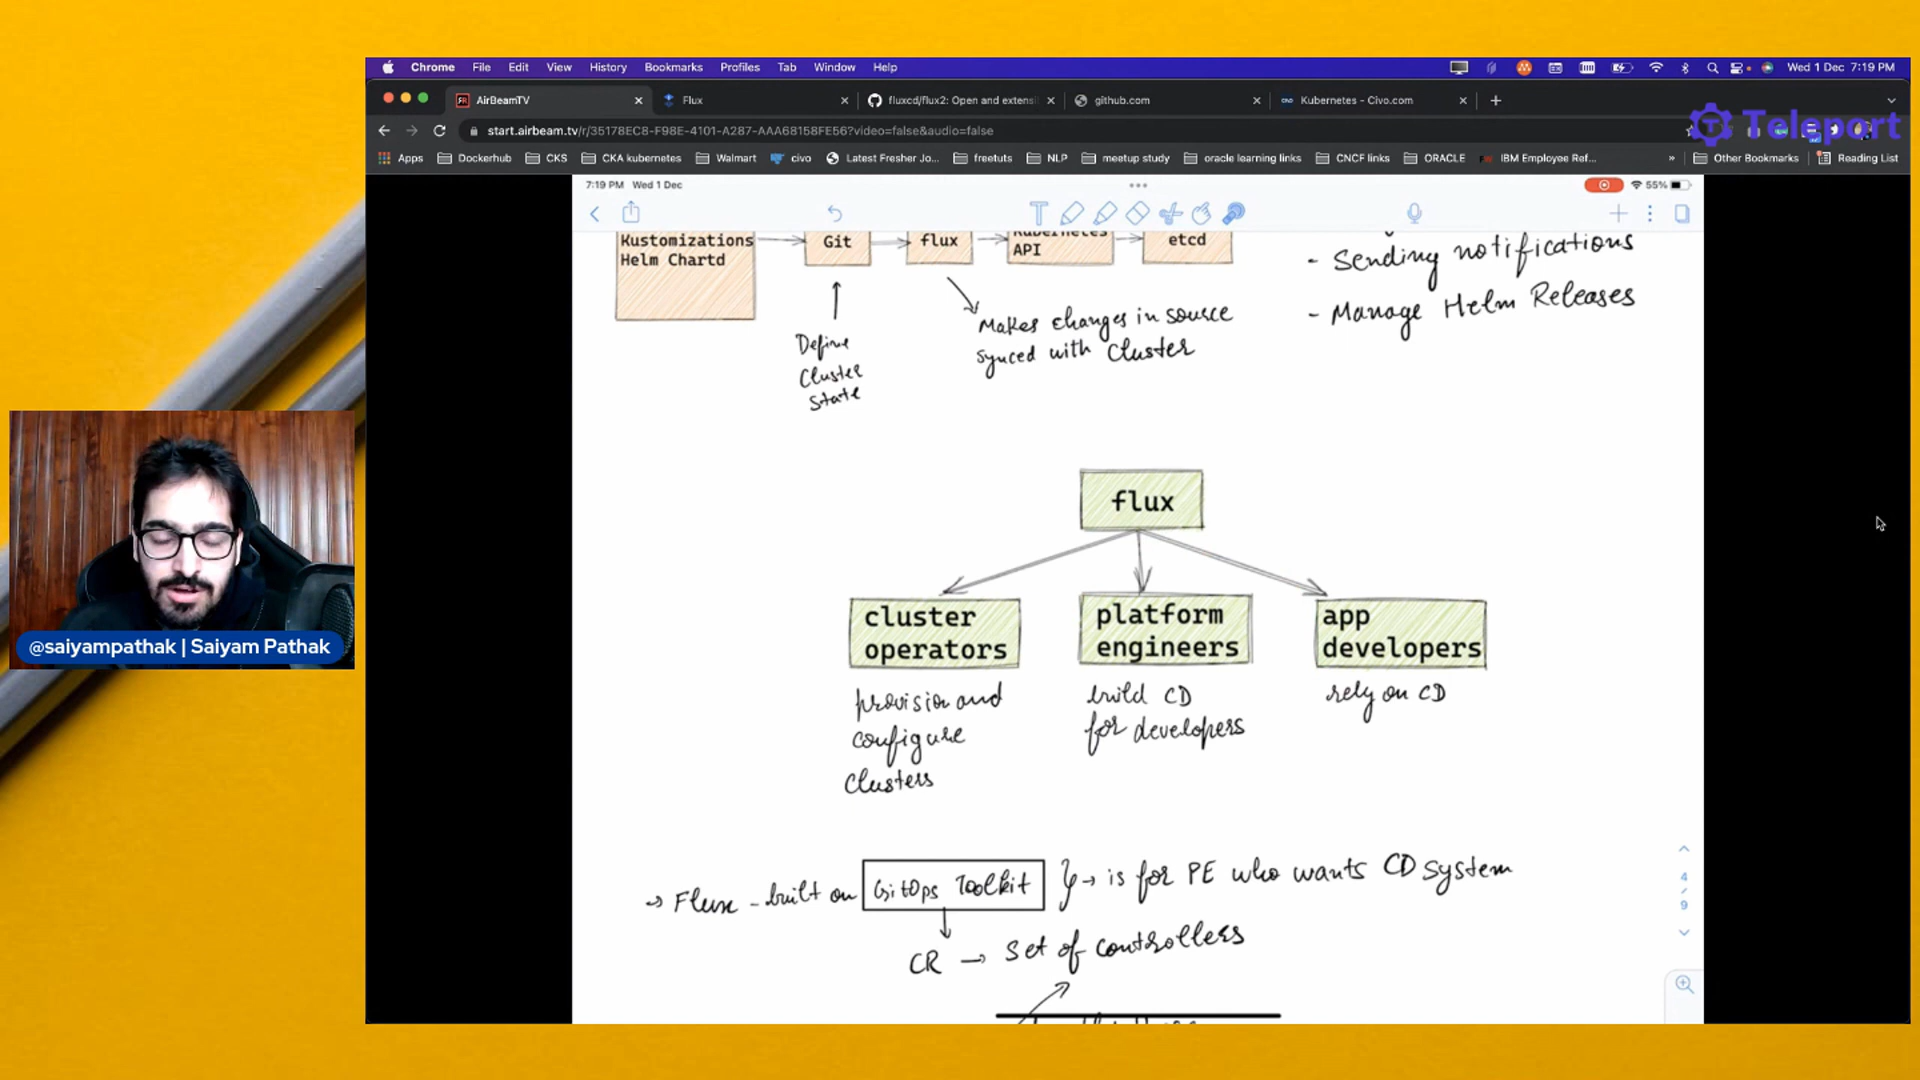 Chrome File Edit View History Bookmarks Profiles Tab Window Help Wed 1 Dec 7:19 PM
AirBeamTV Flux fluxcd/flux2: Open and extensi github.com Kubernetes - Civo.com
start.airbeam.tv/r/35178EC8-F98E-4101-A287-AAA68158FE56?video=false&audio=false
Teleport
Apps Dockerhub CKS CKA kubernetes Walmart civo Latest Fresher Jo... freetuts NLP meetup study oracle learning links CNCF links ORACLE IBM Employee Ref... » Other Bookmarks Reading List
7:19 PM Wed 1 Dec 55%
Kustomizations
Helm Chartd
Git
flux
Kubernetes
API
etcd
- Sending notifications
- Manage Helm Releases
Define
Cluster
State
Makes changes in source
synced with Cluster
flux
cluster
operators
platform
engineers
app
developers
provision and
configure
Clusters
build CD
for developers
rely on CD
→ Flux - built on GitOps Toolkit } → is for PE who wants CD system
CR → Set of controllers
4
/
9
@saiyampathak | Saiyam Pathak